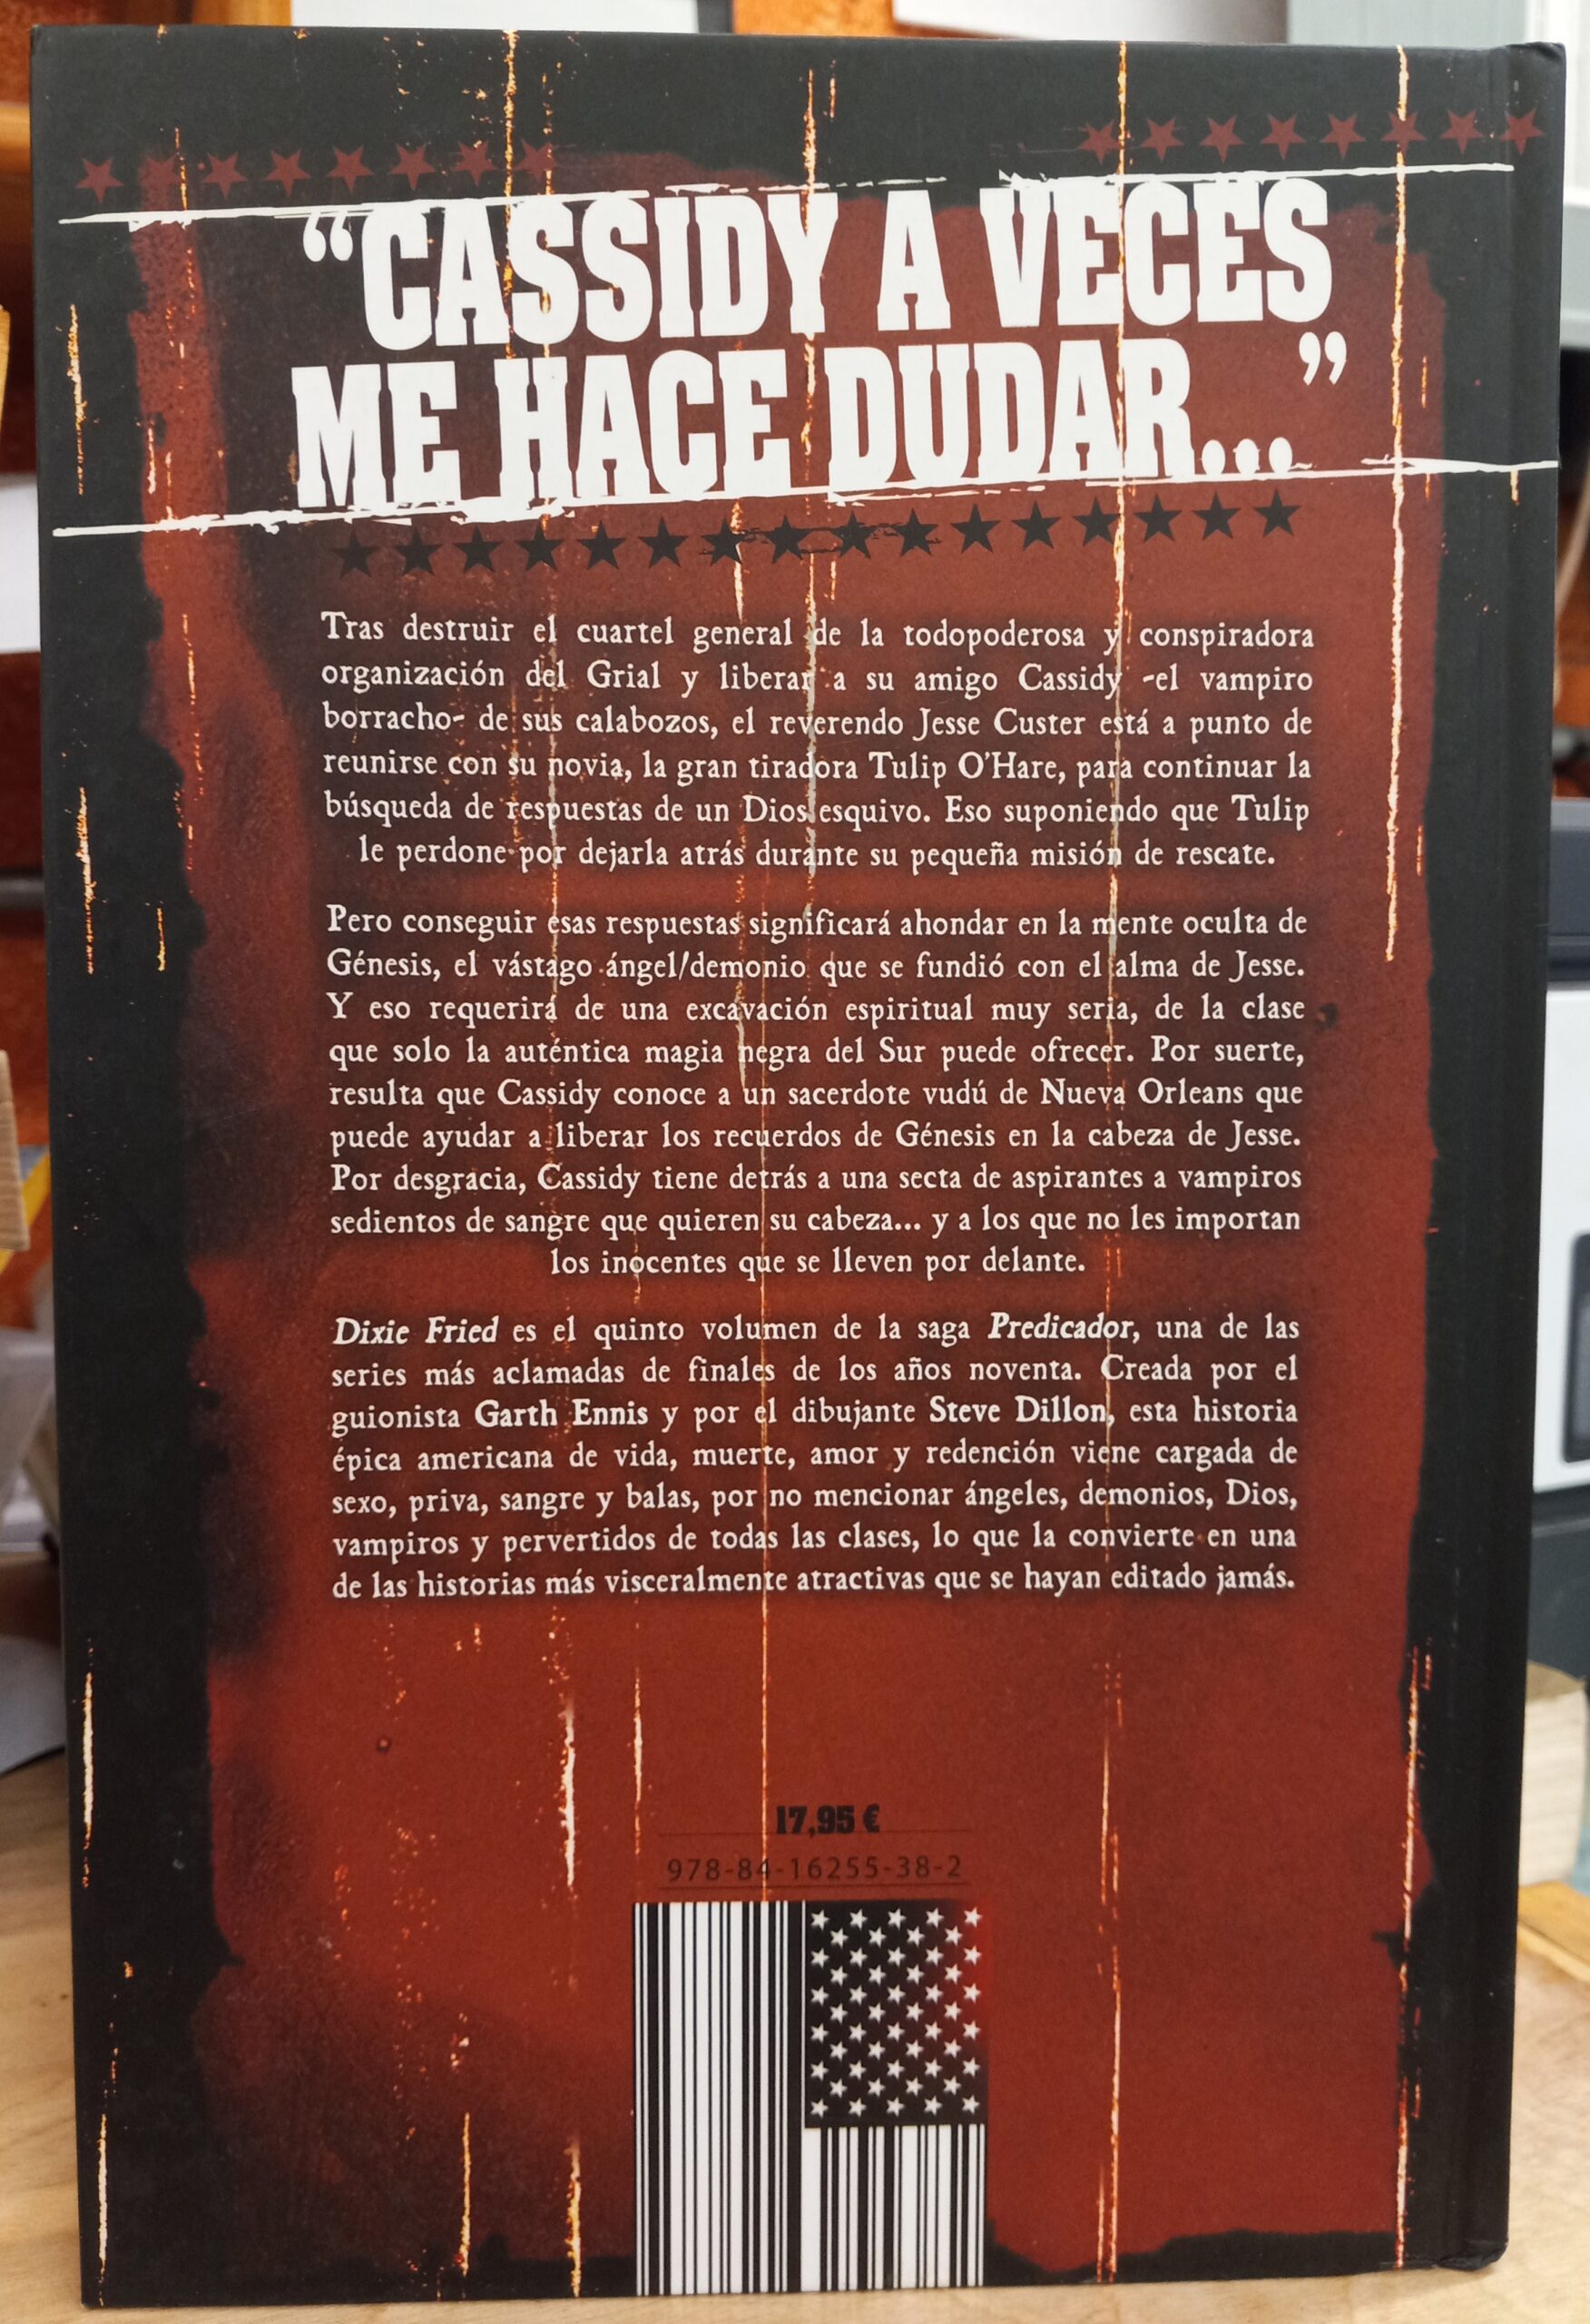 “CASSIDY A VECES
ME HACE DUDAR...”
Tras destruir el cuartel general de la todopoderosa y conspiradora
organización del Grial y liberar a su amigo Cassidy -el vampiro
borracho- de sus calabozos, el reverendo Jesse Custer está a punto de
reunirse con su novia, la gran tiradora Tulip O’Hare, para continuar la
búsqueda de respuestas de un Dios esquivo. Eso suponiendo que Tulip
le perdone por dejarla atrás durante su pequeña misión de rescate.
Pero conseguir esas respuestas significará ahondar en la mente oculta de
Génesis, el vástago ángel/demonio que se fundió con el alma de Jesse.
Y eso requerirá de una excavación espiritual muy seria, de la clase
que solo la auténtica magia negra del Sur puede ofrecer. Por suerte,
resulta que Cassidy conoce a un sacerdote vudú de Nueva Orleans que
puede ayudar a liberar los recuerdos de Génesis en la cabeza de Jesse.
Por desgracia, Cassidy tiene detrás a una secta de aspirantes a vampiros
sedientos de sangre que quieren su cabeza... y a los que no les importan
los inocentes que se lleven por delante.
Dixie Fried es el quinto volumen de la saga Predicador, una de las
series más aclamadas de finales de los años noventa. Creada por el
guionista Garth Ennis y por el dibujante Steve Dillon, esta historia
épica americana de vida, muerte, amor y redención viene cargada de
sexo, priva, sangre y balas, por no mencionar ángeles, demonios, Dios,
vampiros y pervertidos de todas las clases, lo que la convierte en una
de las historias más visceralmente atractivas que se hayan editado jamás.
17,95 €
978-84-16255-38-2